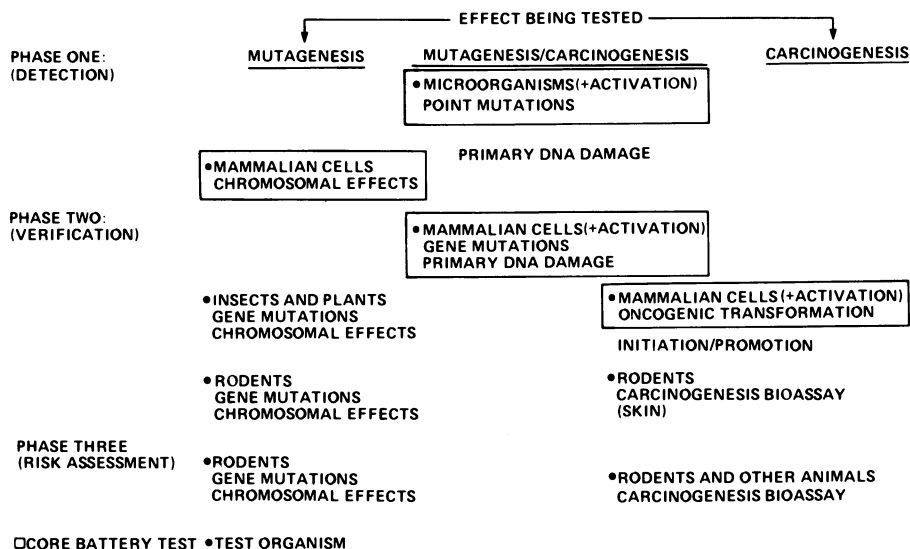 EFFECT BEING TESTED
PHASE ONE:
(DETECTION)
MUTAGENESIS
MUTAGENESIS/CARCINOGENESIS
CARCINOGENESIS
•MICROORGANISMS(+ACTIVATION)
POINT MUTATIONS
PRIMARY DNA DAMAGE
•MAMMALIAN CELLS
CHROMOSOMAL EFFECTS
PHASE TWO:
(VERIFICATION)
•MAMMALIAN CELLS(+ACTIVATION)
GENE MUTATIONS
PRIMARY DNA DAMAGE
•INSECTS AND PLANTS
GENE MUTATIONS
CHROMOSOMAL EFFECTS
•MAMMALIAN CELLS(+ACTIVATION)
ONCOGENIC TRANSFORMATION
INITIATION/PROMOTION
•RODENTS
GENE MUTATIONS
CHROMOSOMAL EFFECTS
•RODENTS
CARCINOGENESIS BIOASSAY
(SKIN)
PHASE THREE
(RISK ASSESSMENT)
•RODENTS
GENE MUTATIONS
CHROMOSOMAL EFFECTS
•RODENTS AND OTHER ANIMALS
CARCINOGENESIS BIOASSAY
□CORE BATTERY TEST •TEST ORGANISM